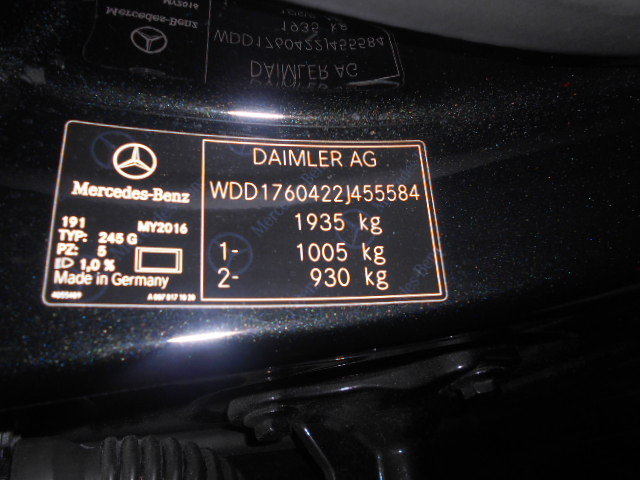 Mercedes-Benz
191 MY2016
TYP: 245 G
PZ: 5
1,0 %
Made in Germany
DAIMLER AG
WDD1760422J455584
1935 kg
1- 1005 kg
2- 930 kg